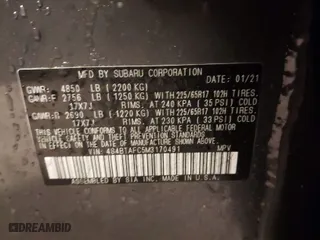 MFD BY SUBARU CORPORATION 01/21
GVWR: 4850 LB (2200 KG)
GAWR-F 2756 LB (1250 KG) WITH 225/65R17 102H TIRES.
17X7J RIMS, AT 240 KPA (35 PSI) COLD
GAWR-R 2690 LB (1220 KG) WITH 225/65R17 102H TIRES.
17X7J RIMS, AT 230 KPA (33 PSI) COLD
THIS VEHICLE CONFORMS TO ALL APPLICABLE FEDERAL MOTOR
VEHICLE SAFETY, BUMPER, AND THEFT PREVENTION
STANDARDS IN EFFECT ON THE DATE OF MANUFACTURE
SHOWN ABOVE.
VIN: 4S4BTAFC5M3170491 MPV
ASSEMBLED BY SIA, INC. MADE IN U.S.A.
DREAMBID